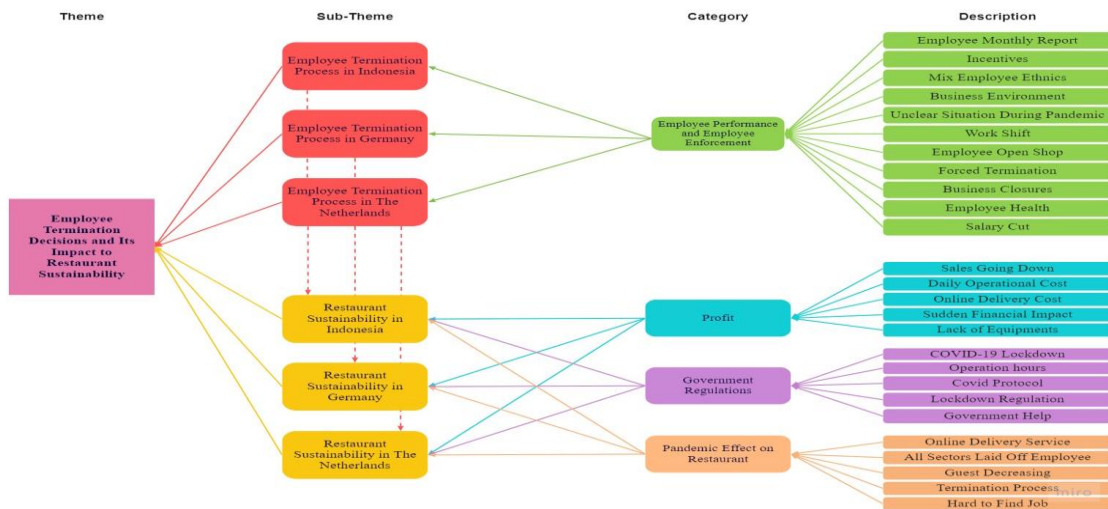 Theme
Sub-Theme
Category
Description
Employee Termination
Process in Indonesia
Employee Termination
Process in Germany
Employee Termination
Process in The
Netherlands
Employee
Termination
Decisions and Its
Impact to
Restaurant
Sustainability
Restaurant
Sustainability in
Indonesia
Restaurant
Sustainability in
Germany
Restaurant
Sustainability in The
Netherlands
Employee Performance
and Employee
Enforcement
Profit
Government
Regulations
Pandemic Effect on
Restaurant
Employee Monthly Report
Incentives
Mix Employee Ethnics
Business Environment
Unclear Situation During Pandemic
Work Shift
Employee Open Shop
Forced Termination
Business Closures
Employee Health
Salary Cut
Sales Going Down
Daily Operational Cost
Online Delivery Cost
Sudden Financial Impact
Lack of Equipments
COVID-19 Lockdown
Operation hours
Covid Protocol
Lockdown Regulation
Government Help
Online Delivery Service
All Sectors Laid Off Employee
Guest Decreasing
Termination Process
Hard to Find Job
miro